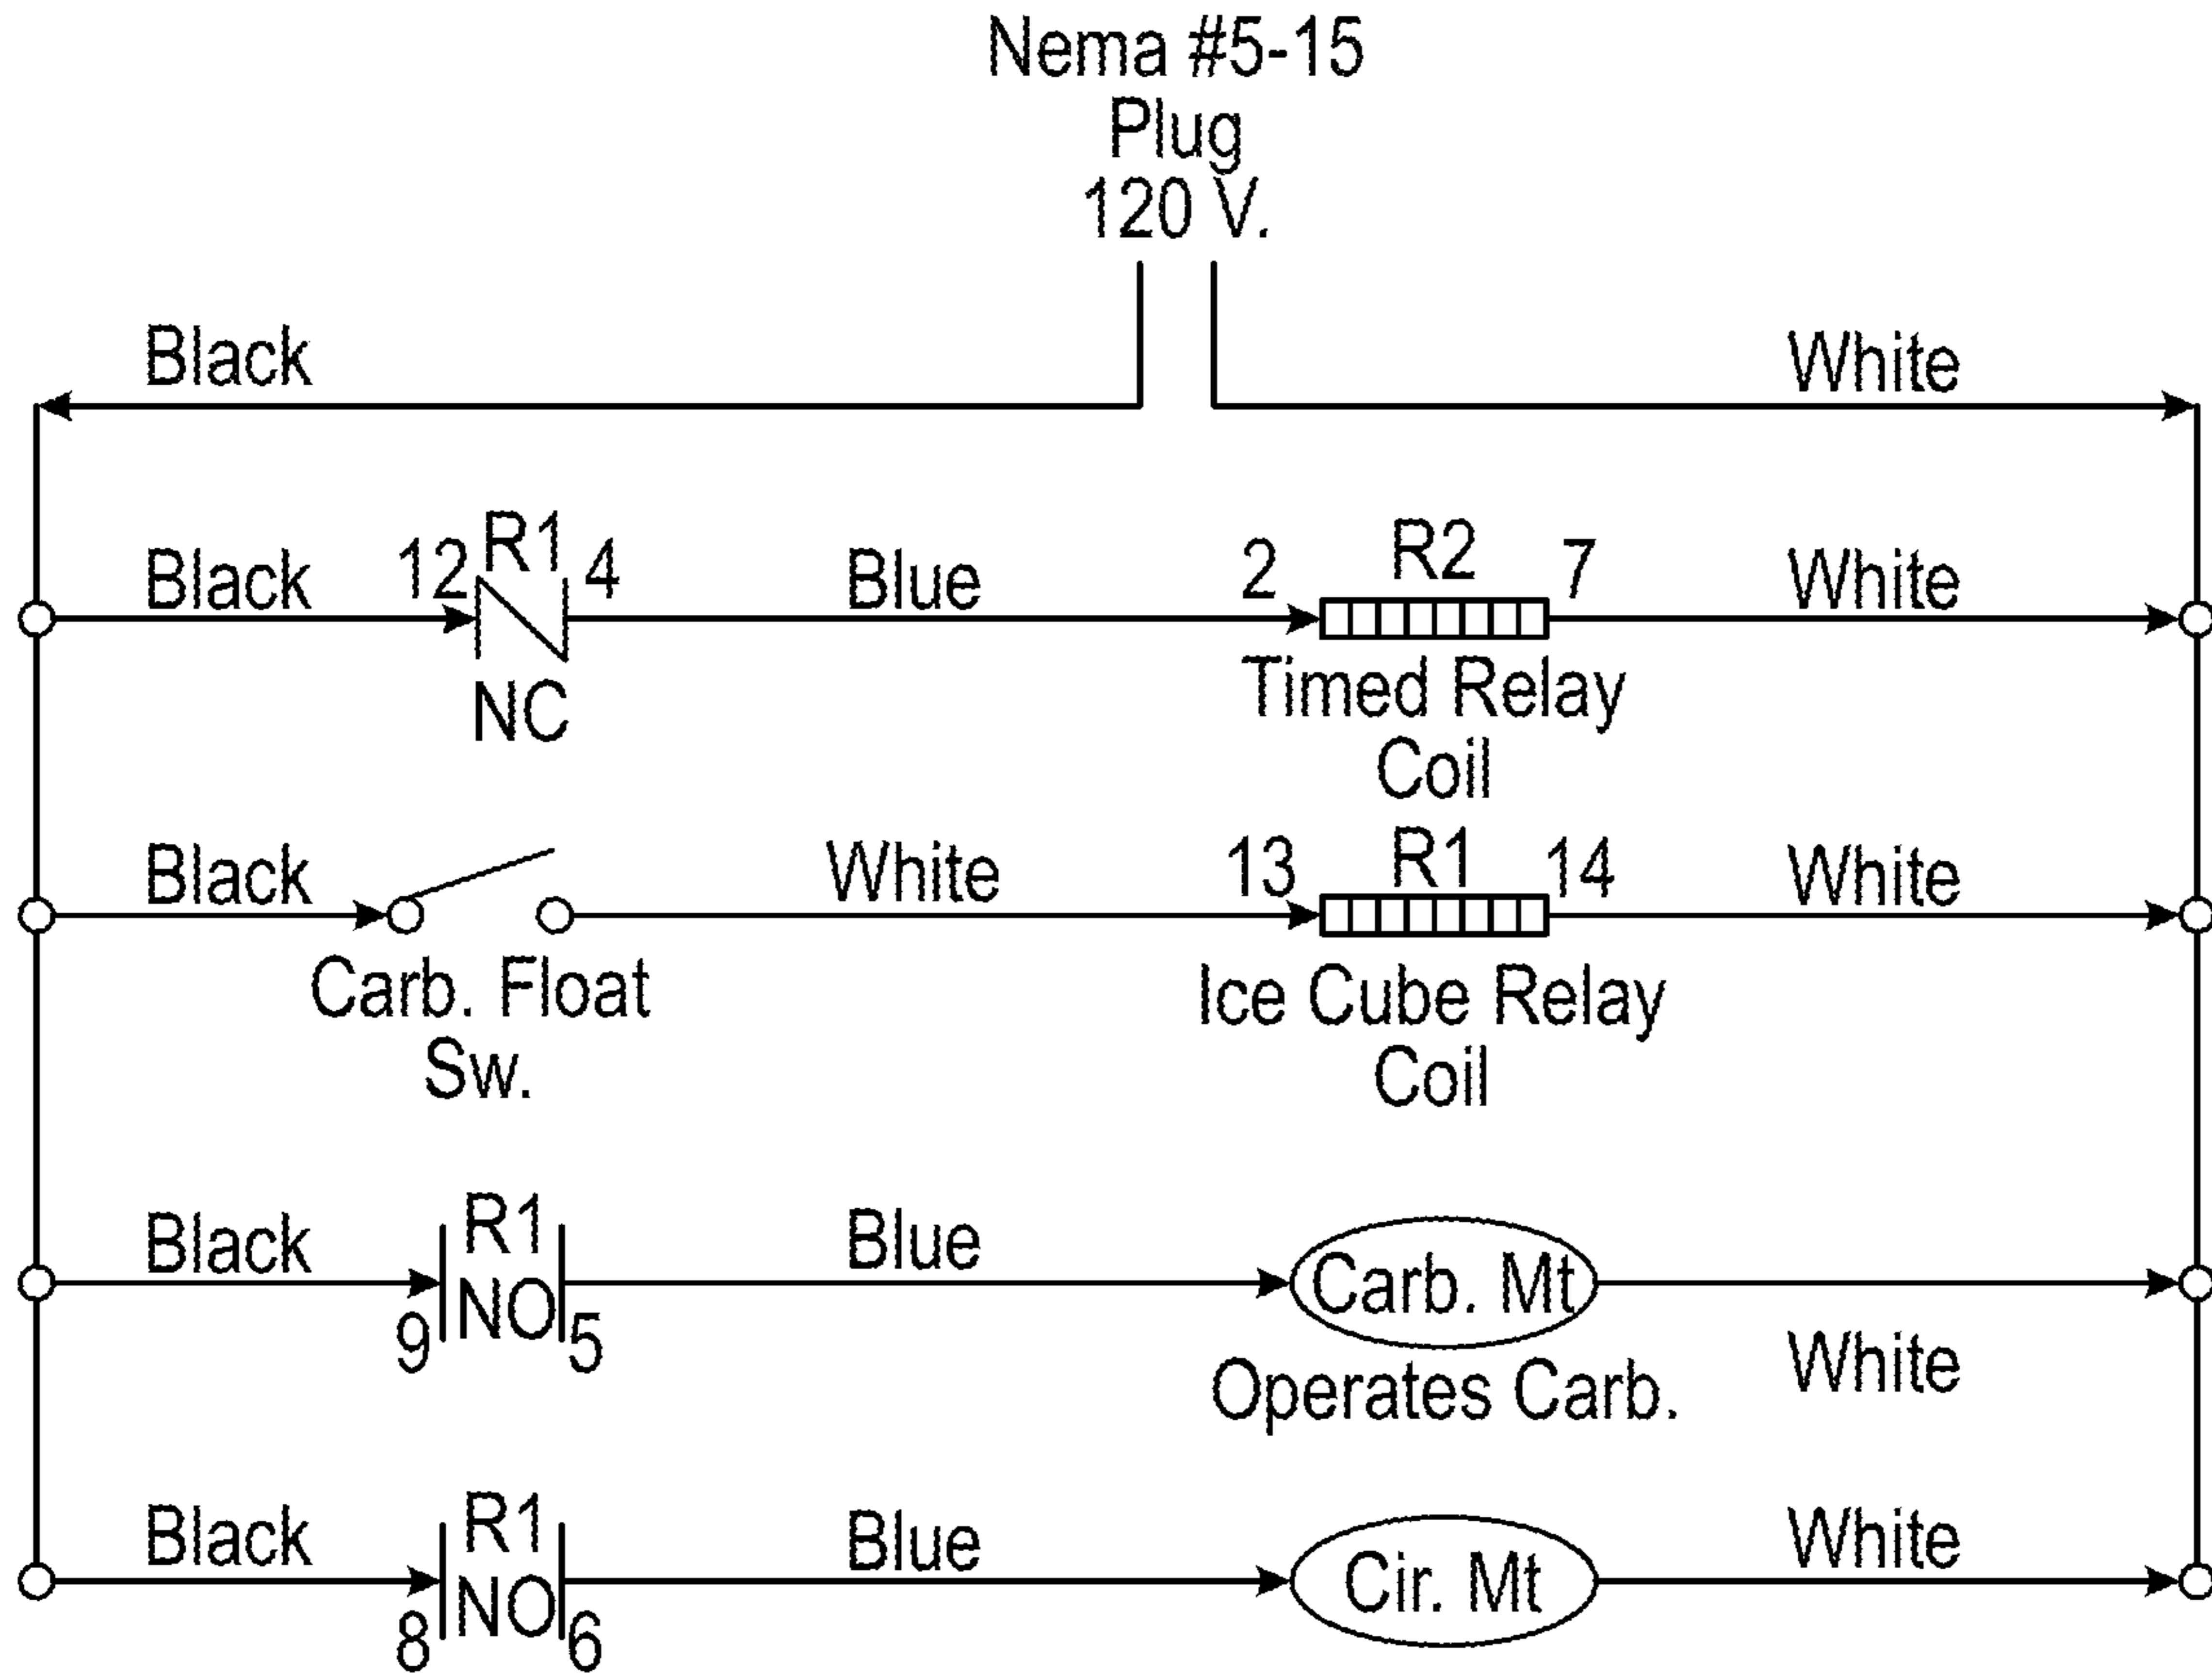 Nema #5-15
Plug
120 V.
Black White
Black 12 R1 4 Blue 2 R2 7 White
NC
Timed Relay
Coil
Black White 13 R1 14 White
Carb. Float
Sw.
Ice Cube Relay
Coil
Black R1 Blue Carb. Mt
9 NO 5
Operates Carb. White
Black R1 Blue Cir. Mt White
8 NO 6